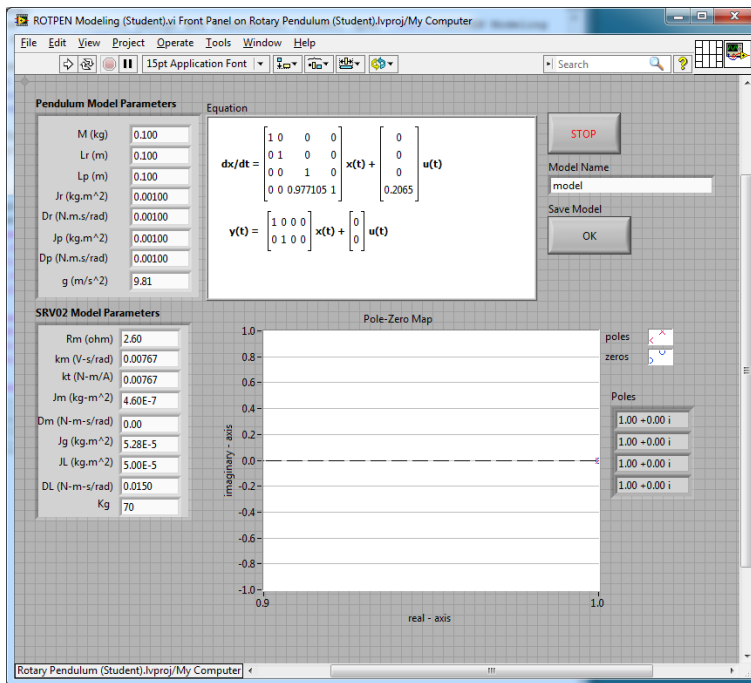 ROTPEN Modeling (Student).vi Front Panel on Rotary Pendulum (Student).lvproj/My Computer
File Edit View Project Operate Tools Window Help
15pt Application Font
Search
?
Pendulum Model Parameters
M (kg) 0.100
Lr (m) 0.100
Lp (m) 0.100
Jr (kg.m^2) 0.00100
Dr (N.m.s/rad) 0.00100
Jp (kg.m^2) 0.00100
Dp (N.m.s/rad) 0.00100
g (m/s^2) 9.81
Equation
dx/dt = [1 0 0 0
0 1 0 0
0 0 1 0
0 0 0.977105 1] x(t) + [0
0
0
0.2065] u(t)
y(t) = [1 0 0 0
0 1 0 0] x(t) + [0
0] u(t)
STOP
Model Name
model
Save Model
OK
SRV02 Model Parameters
Rm (ohm) 2.60
km (V-s/rad) 0.00767
kt (N-m/A) 0.00767
Jm (kg-m^2) 4.60E-7
Dm (N-m-s/rad) 0.00
Jg (kg.m^2) 5.28E-5
JL (kg-m^2) 5.00E-5
DL (N-m-s/rad) 0.0150
Kg 70
Pole-Zero Map
imaginary - axis
1.0
0.8
0.6
0.4
0.2
0.0
-0.2
-0.4
-0.6
-0.8
-1.0
0.9 1.0
real - axis
poles
zeros
Poles
1.00 +0.00 i
1.00 +0.00 i
1.00 +0.00 i
1.00 +0.00 i
Rotary Pendulum (Student).lvproj/My Computer